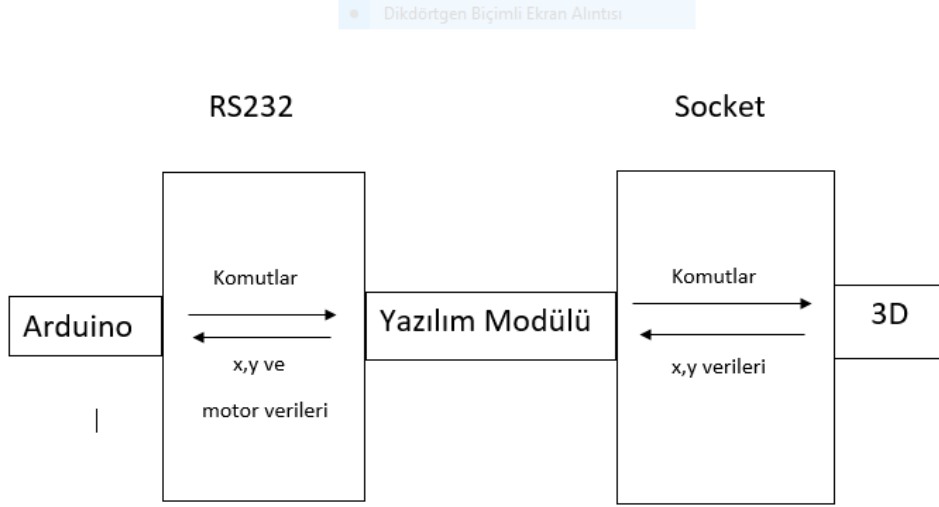 Dikdörtgen Biçimli Ekran Alıntısı
RS232
Socket
Komutlar
Komutlar
Arduino
Yazılım Modülü
3D
x,y ve
motor verileri
x,y verileri